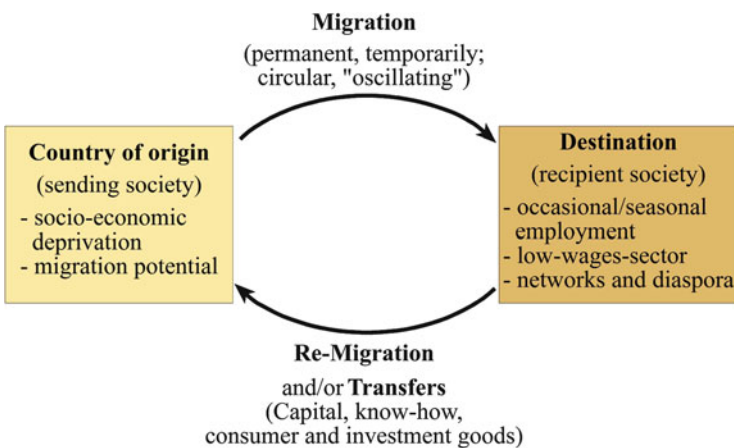 Migration
(permanent, temporarily;
circular, "oscillating")
Country of origin
(sending society)
- socio-economic
deprivation
- migration potential
Destination
(recipient society)
- occasional/seasonal
employment
- low-wages-sector
- networks and diaspora
Re-Migration
and/or Transfers
(Capital, know-how,
consumer and investment goods)